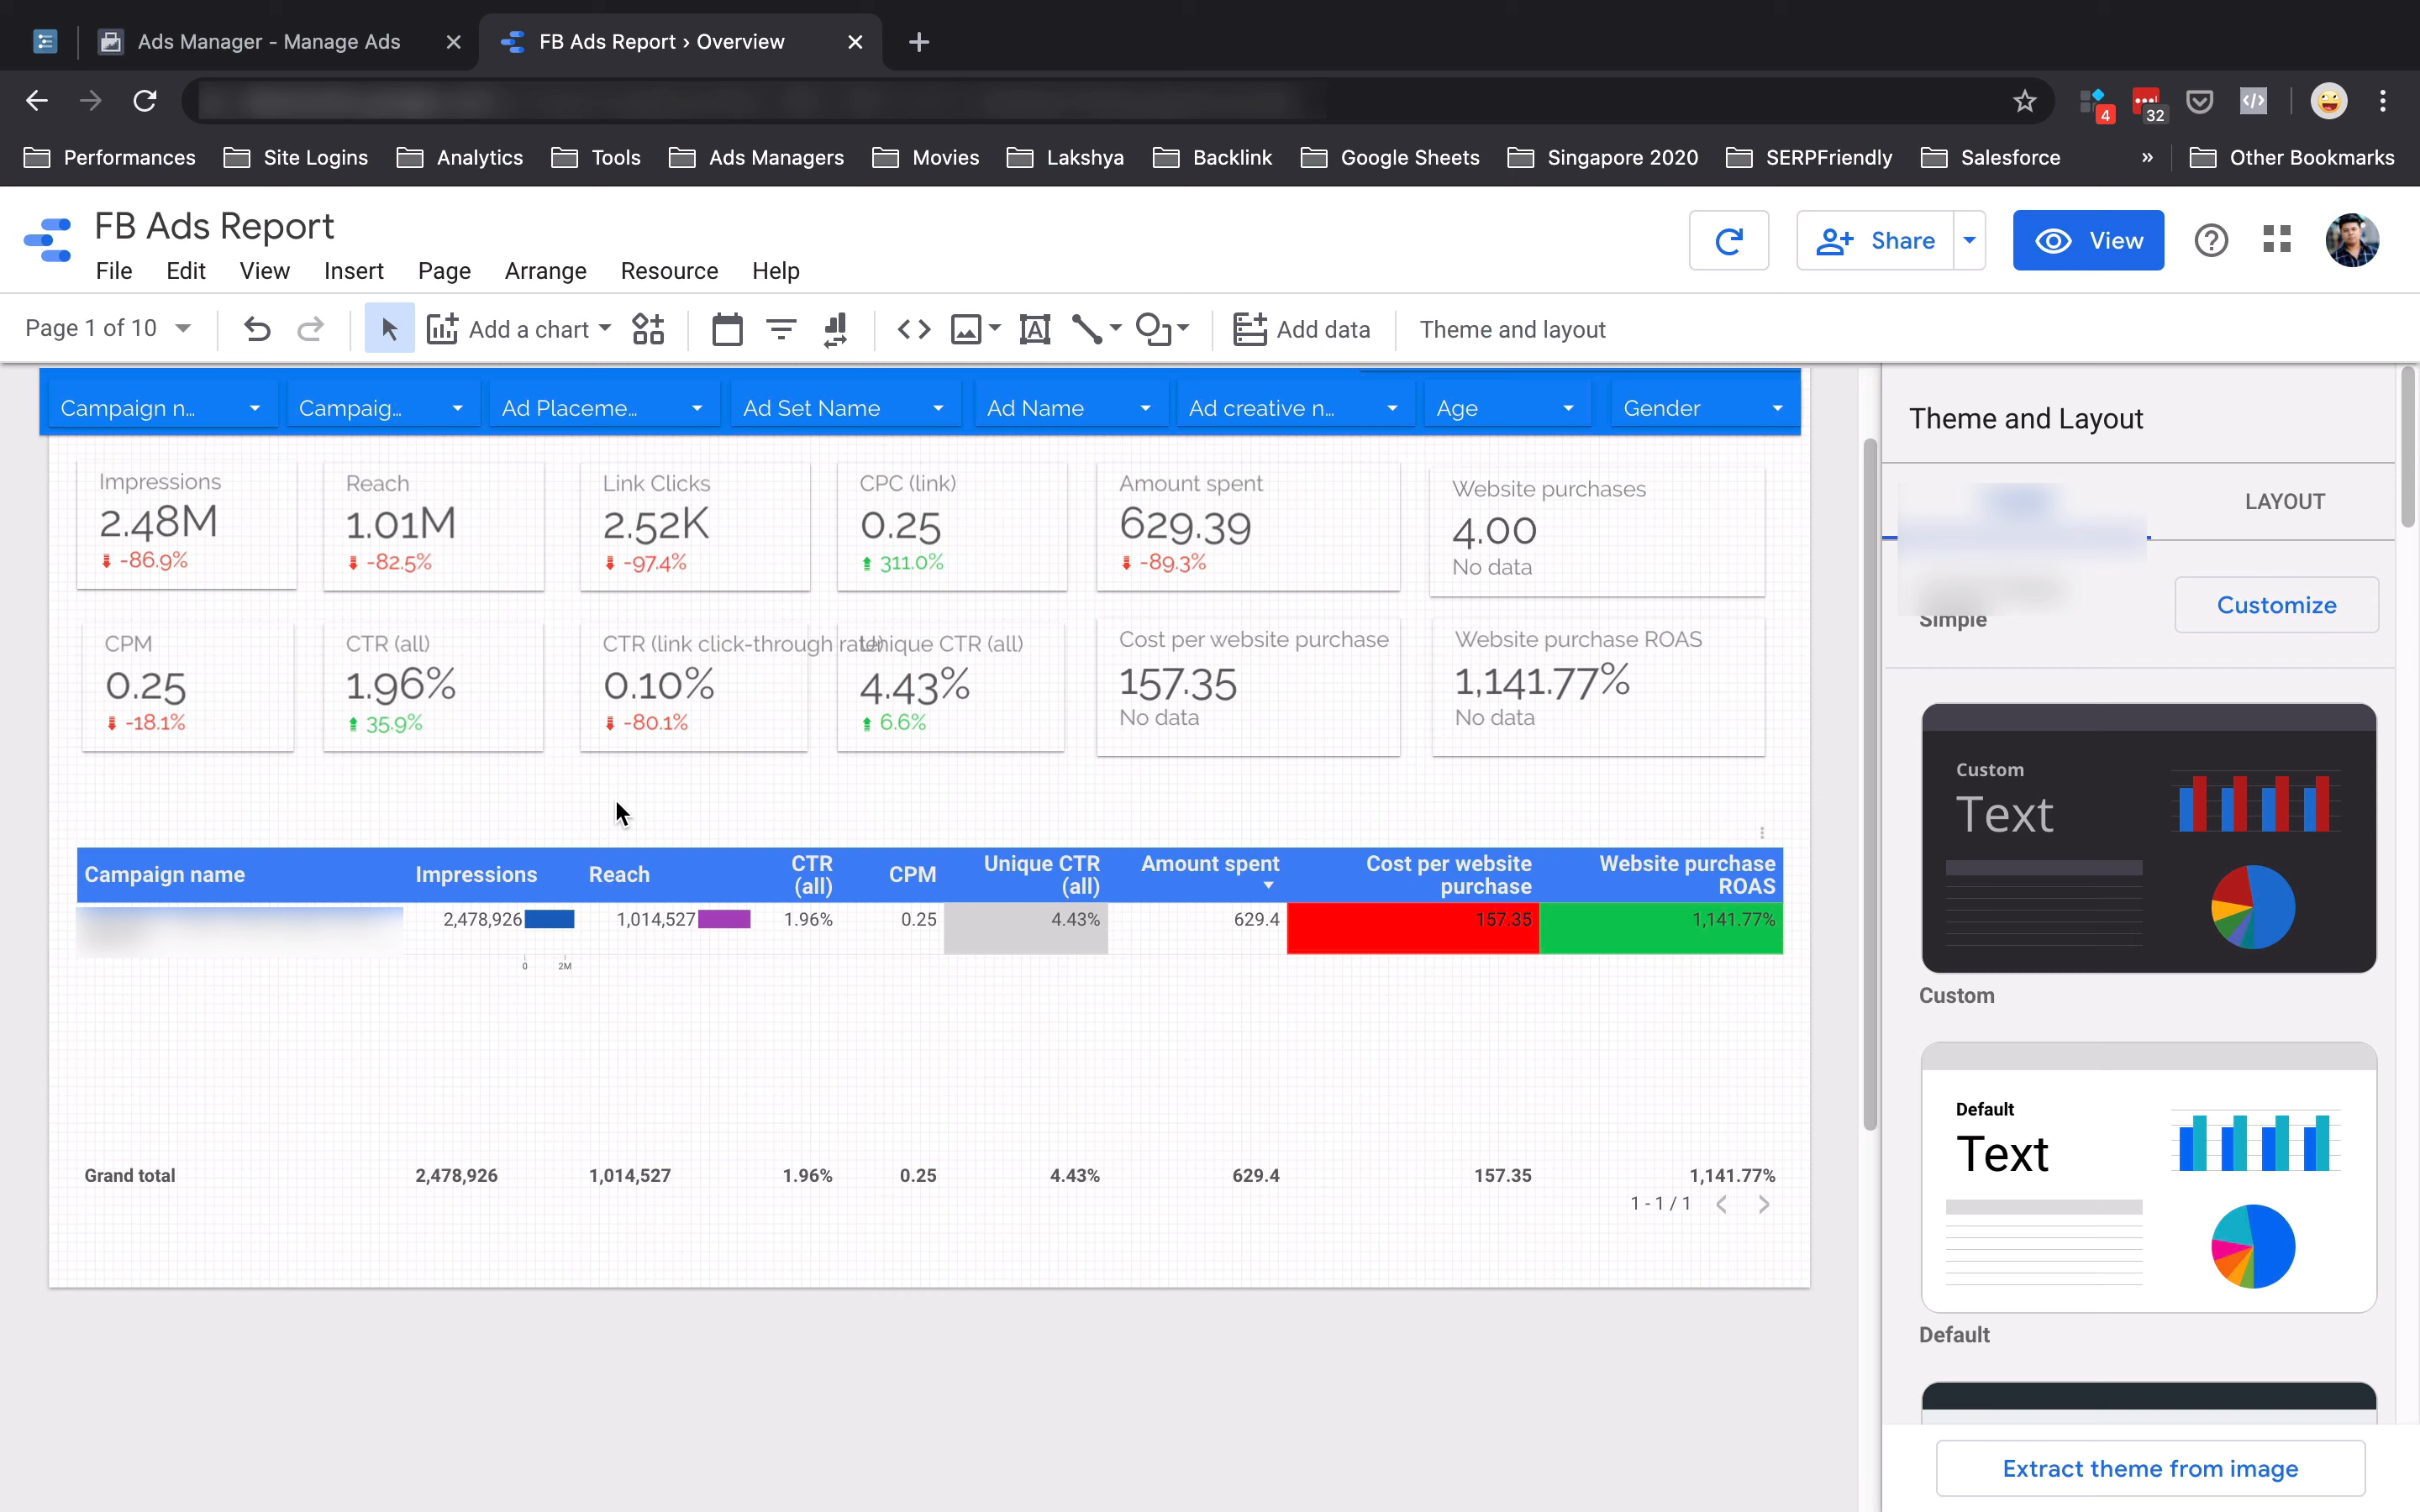 Ads Manager - Manage Ads
FB Ads Report › Overview
4
32
Performances
Site Logins
Analytics
Tools
Ads Managers
Movies
Lakshya
Backlink
Google Sheets
Singapore 2020
SERPFriendly
Salesforce
»
Other Bookmarks
FB Ads Report
File Edit View Insert Page Arrange Resource Help
Share
View
Page 1 of 10
Add a chart
Add data
Theme and layout
Campaign n...
Campaig...
Ad Placeme...
Ad Set Name
Ad Name
Ad creative n...
Age
Gender
Impressions
2.48M
-86.9%
Reach
1.01M
-82.5%
Link Clicks
2.52K
-97.4%
CPC (link)
0.25
311.0%
Amount spent
629.39
-89.3%
Website purchases
4.00
No data
CPM
0.25
-18.1%
CTR (all)
1.96%
35.9%
CTR (link click-through rate)
0.10%
-80.1%
Unique CTR (all)
4.43%
6.6%
Cost per website purchase
157.35
No data
Website purchase ROAS
1,141.77%
No data
Campaign name
Impressions
Reach
CTR
(all)
CPM
Unique CTR
(all)
Amount spent
Cost per website
purchase
Website purchase
ROAS
2,478,926 1,014,527 1.96% 0.25 4.43% 629.4 157.35 1,141.77%
0 2M
Grand total 2,478,926 1,014,527 1.96% 0.25 4.43% 629.4 157.35 1,141.77%
1 - 1 / 1
Theme and Layout
LAYOUT
Simple
Customize
Custom
Text
Custom
Default
Text
Default
Extract theme from image